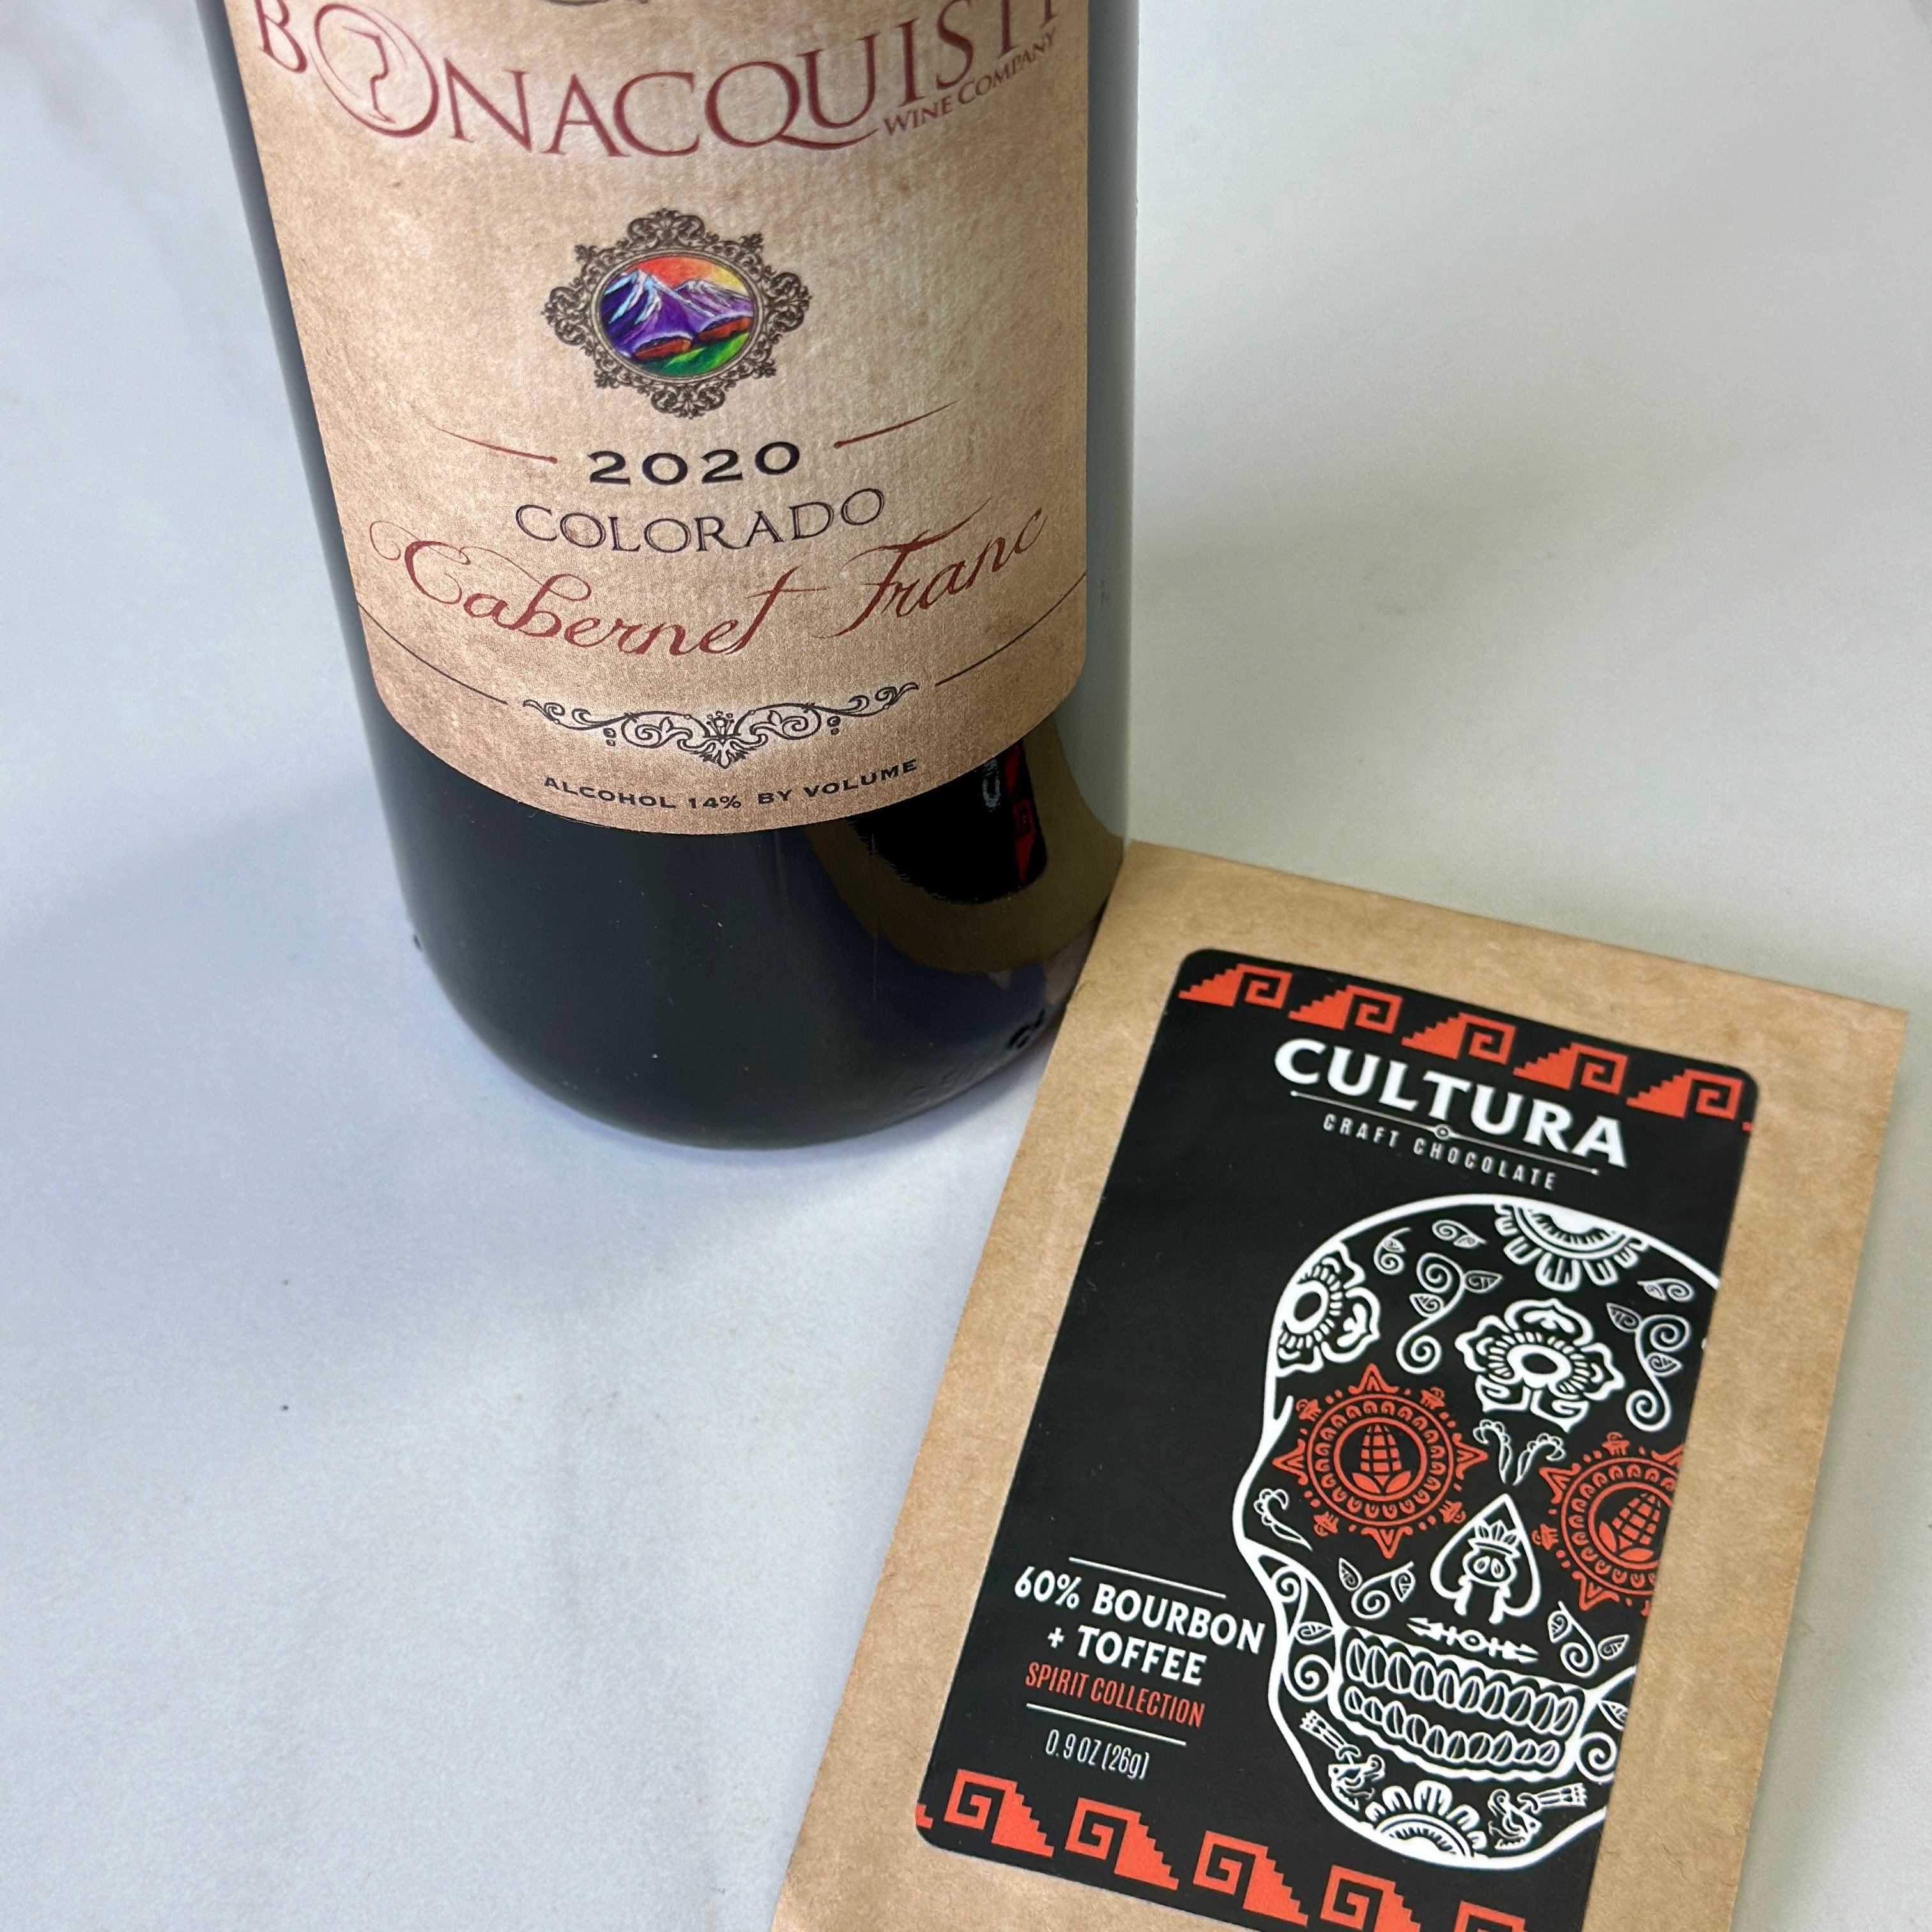 BONACQUISTI
WINE COMPANY
2020
COLORADO
Cabernet Franc
ALCOHOL 14% BY VOLUME
CULTURA
CRAFT CHOCOLATE
60% BOURBON
+ TOFFEE
SPIRIT COLLECTION
0.9 OZ (26g)